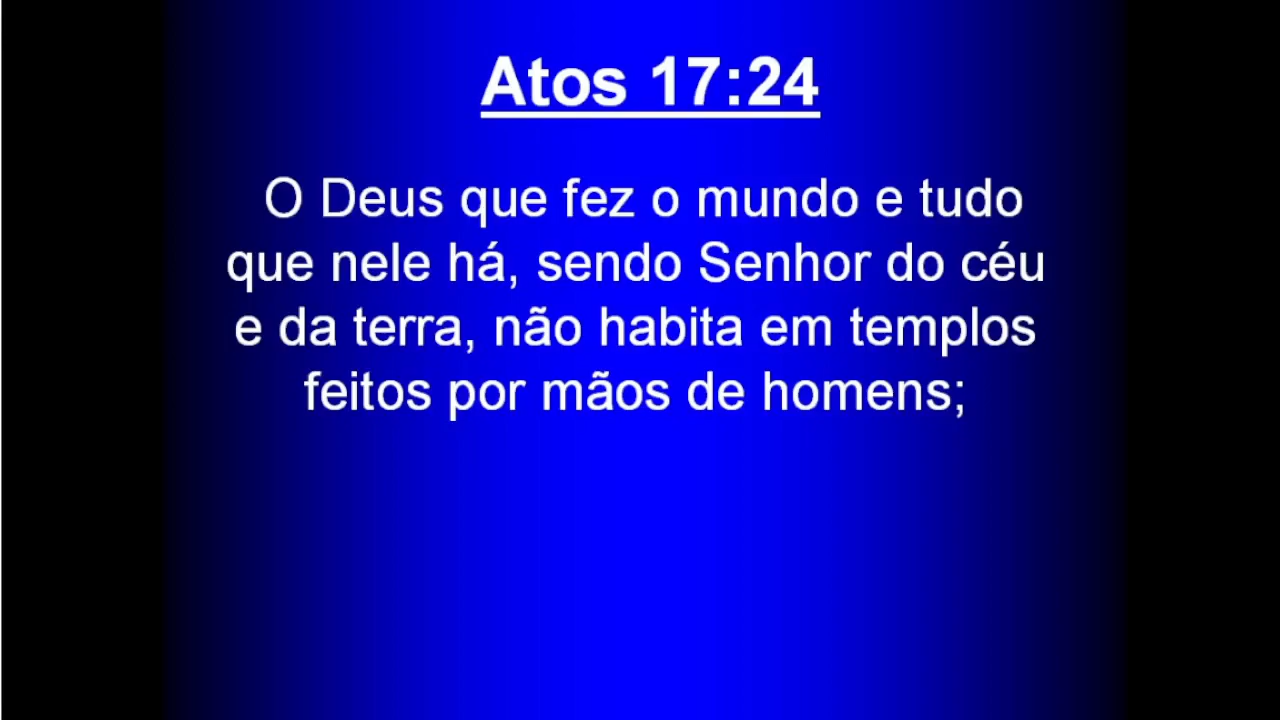 Atos 17:24
O Deus que fez o mundo e tudo
que nele há, sendo Senhor do céu
e da terra, não habita em templos
feitos por mãos de homens;